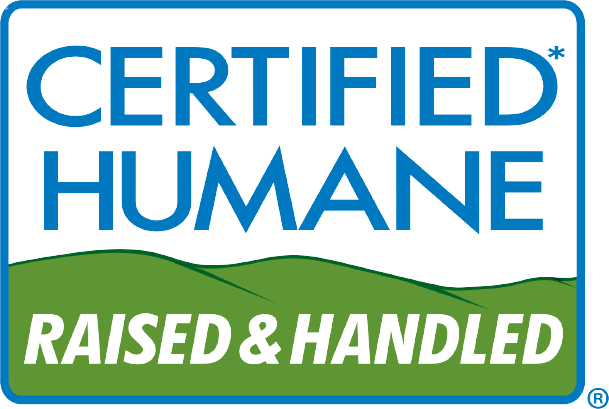 CERTIFIED*
HUMANE
RAISED & HANDLED
®